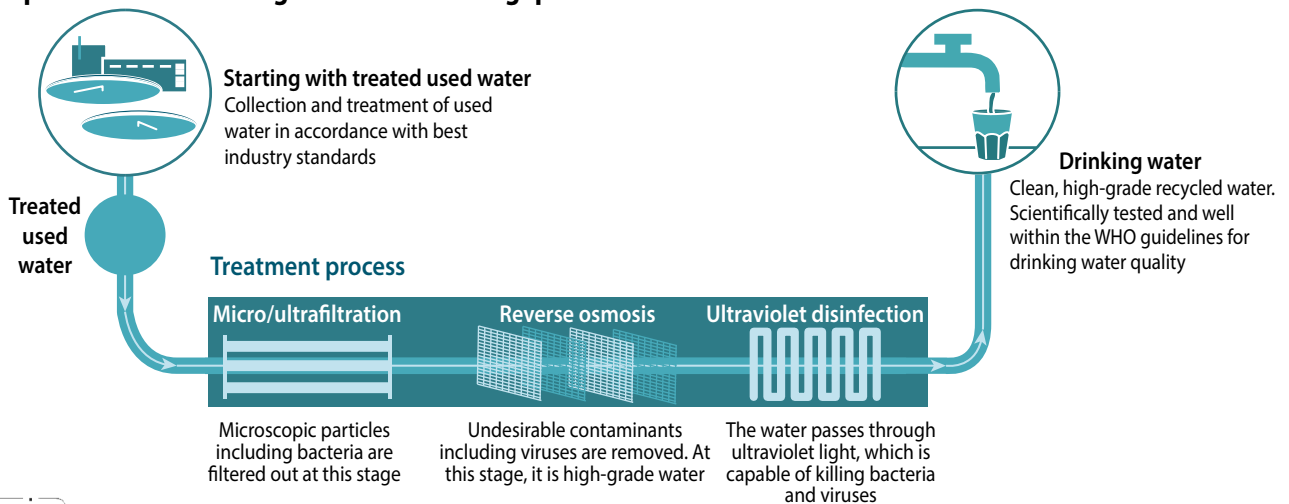 Starting with treated used water
Collection and treatment of used
water in accordance with best
industry standards
Treated
used
water
Drinking water
Clean, high-grade recycled water.
Scientifically tested and well
within the WHO guidelines for
drinking water quality
Treatment process
Micro/ultrafiltration
Reverse osmosis
Ultraviolet disinfection
Microscopic particles
including bacteria are
filtered out at this stage
Undesirable contaminants
including viruses are removed. At
this stage, it is high-grade water
The water passes through
ultraviolet light, which is
capable of killing bacteria
and viruses